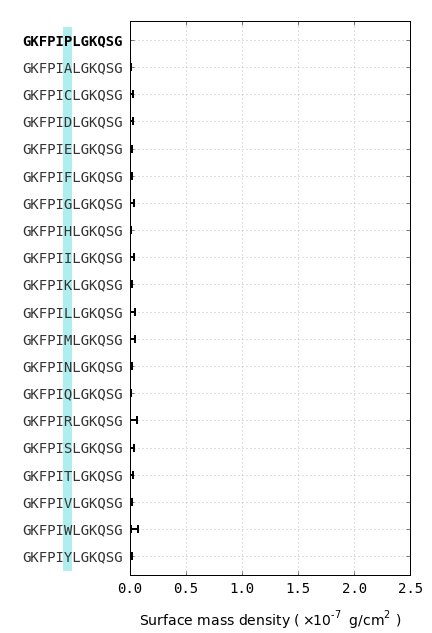 GKFPIPLGKQSG
GKFPIALGKQSG
GKFPICLGKQSG
GKFPIDLGKQSG
GKFPIELGKQSG
GKFPIFLGKQSG
GKFPIGLGKQSG
GKFPIHLGKQSG
GKFPIILGKQSG
GKFPIKLGKQSG
GKFPILLGKQSG
GKFPIMLGKQSG
GKFPINLGKQSG
GKFPIQLGKQSG
GKFPIRLGKQSG
GKFPISLGKQSG
GKFPITLGKQSG
GKFPIVLGKQSG
GKFPIWLGKQSG
GKFPIYLGKQSG
0.0 0.5 1.0 1.5 2.0 2.5
Surface mass density ( ×10⁻⁷ g/cm² )